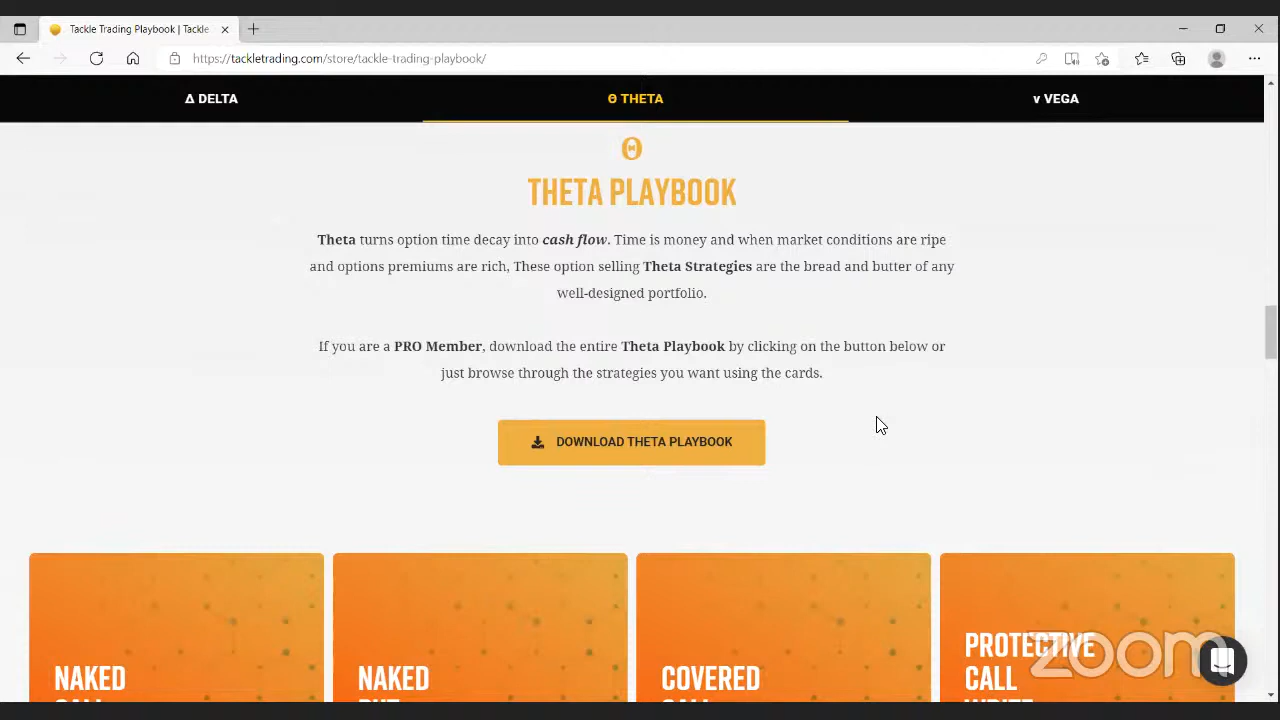 Tackle Trading Playbook | Tackle
https://tackletrading.com/store/tackle-trading-playbook/
Δ DELTA
Θ THETA
ν VEGA
Θ
THETA PLAYBOOK
Theta turns option time decay into cash flow. Time is money and when market conditions are ripe
and options premiums are rich, These option selling Theta Strategies are the bread and butter of any
well-designed portfolio.
If you are a PRO Member, download the entire Theta Playbook by clicking on the button below or
just browse through the strategies you want using the cards.
DOWNLOAD THETA PLAYBOOK
NAKED
NAKED
COVERED
PROTECTIVE
CALL
zoom